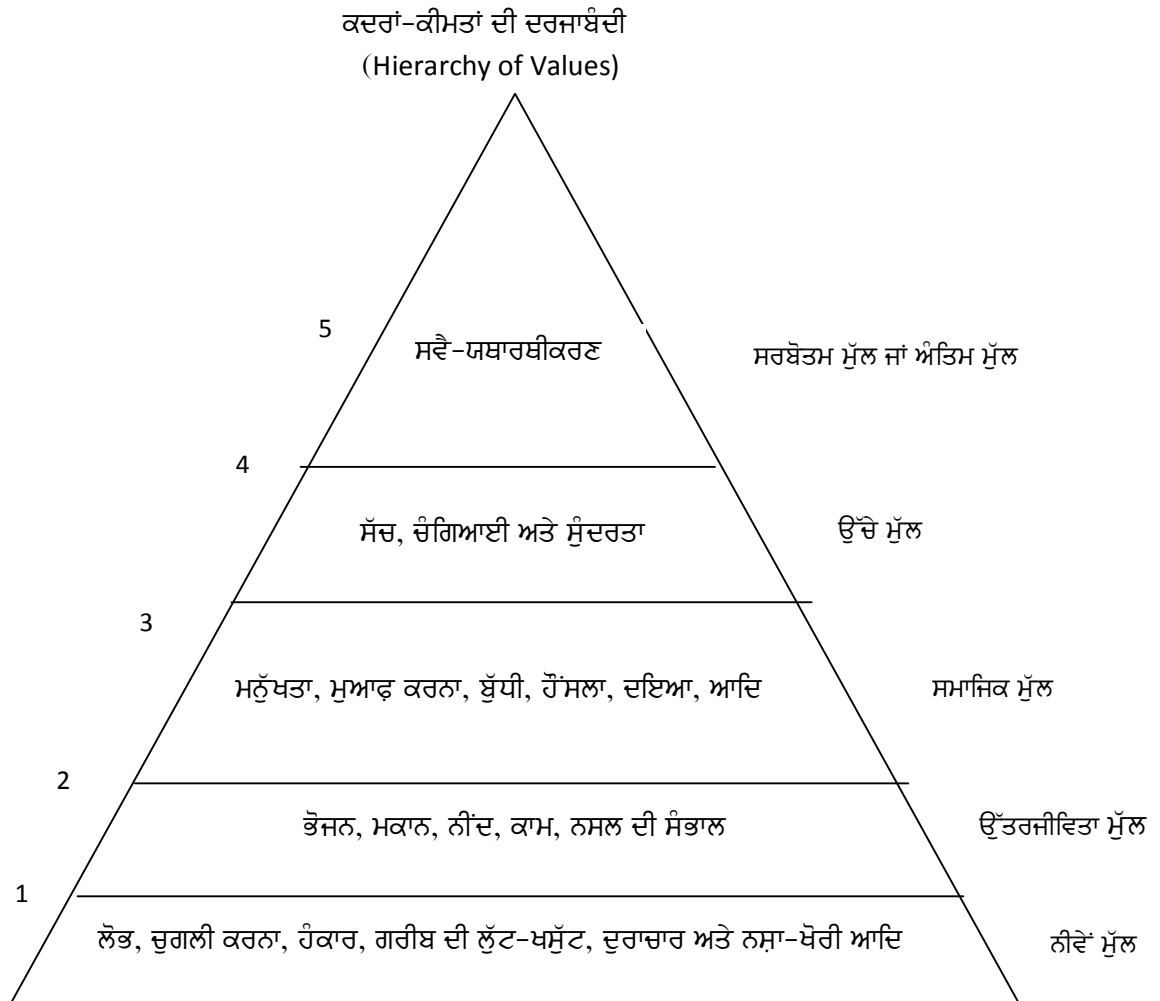 ਕਦਰਾਂ-ਕੀਮਤਾਂ ਦੀ ਦਰਜਾਬੰਦੀ
(Hierarchy of Values)
5
ਸਵੈ-ਯਥਾਰਥੀਕਰਣ
ਸਰਬੋਤਮ ਮੁੱਲ ਜਾਂ ਅੰਤਿਮ ਮੁੱਲ
4
ਸੱਚ, ਚੰਗਿਆਈ ਅਤੇ ਸੁੰਦਰਤਾ
ਉੱਚੇ ਮੁੱਲ
3
ਮਨੁੱਖਤਾ, ਮੁਆਫ਼ ਕਰਨਾ, ਬੁੱਧੀ, ਹੌਂਸਲਾ, ਦਇਆ, ਆਦਿ
ਸਮਾਜਿਕ ਮੁੱਲ
2
ਭੋਜਨ, ਮਕਾਨ, ਨੀਂਦ, ਕਾਮ, ਨਸਲ ਦੀ ਸੰਭਾਲ
ਉੱਤਰਜੀਵਿਤਾ ਮੁੱਲ
1
ਲੋਭ, ਚੁਗਲੀ ਕਰਨਾ, ਹੰਕਾਰ, ਗਰੀਬ ਦੀ ਲੁੱਟ-ਖਸੁੱਟ, ਦੁਰਾਚਾਰ ਅਤੇ ਨਸ਼ਾ-ਖੋਰੀ ਆਦਿ
ਨੀਵੇਂ ਮੁੱਲ